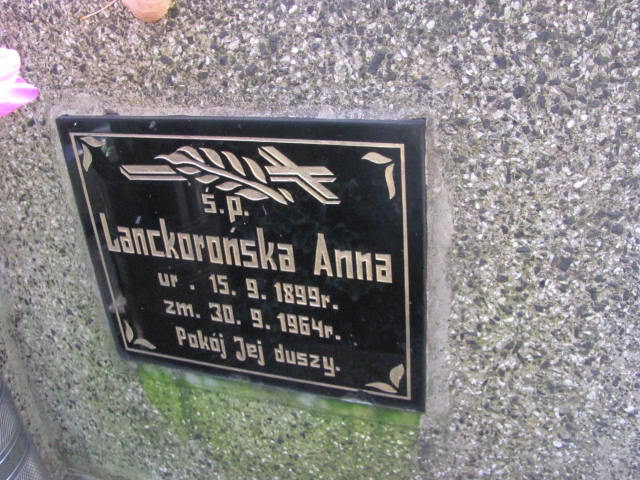 ś.p.
Lanckorońska Anna
ur. 15. 9. 1899r.
zm. 30. 9. 1964r.
Pokój Jej duszy.